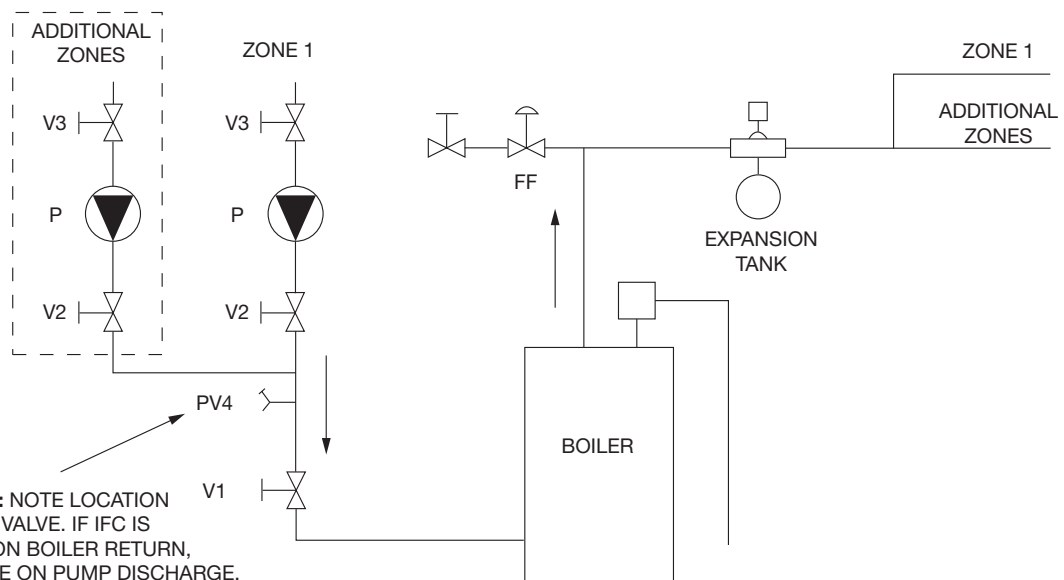 ADDITIONAL
ZONES
ZONE 1
V3
V3
P
P
V2
V2
PV4
V1
: NOTE LOCATION
VALVE. IF IFC IS
ON BOILER RETURN,
E ON PUMP DISCHARGE.
FF
EXPANSION
TANK
BOILER
ZONE 1
ADDITIONAL
ZONES